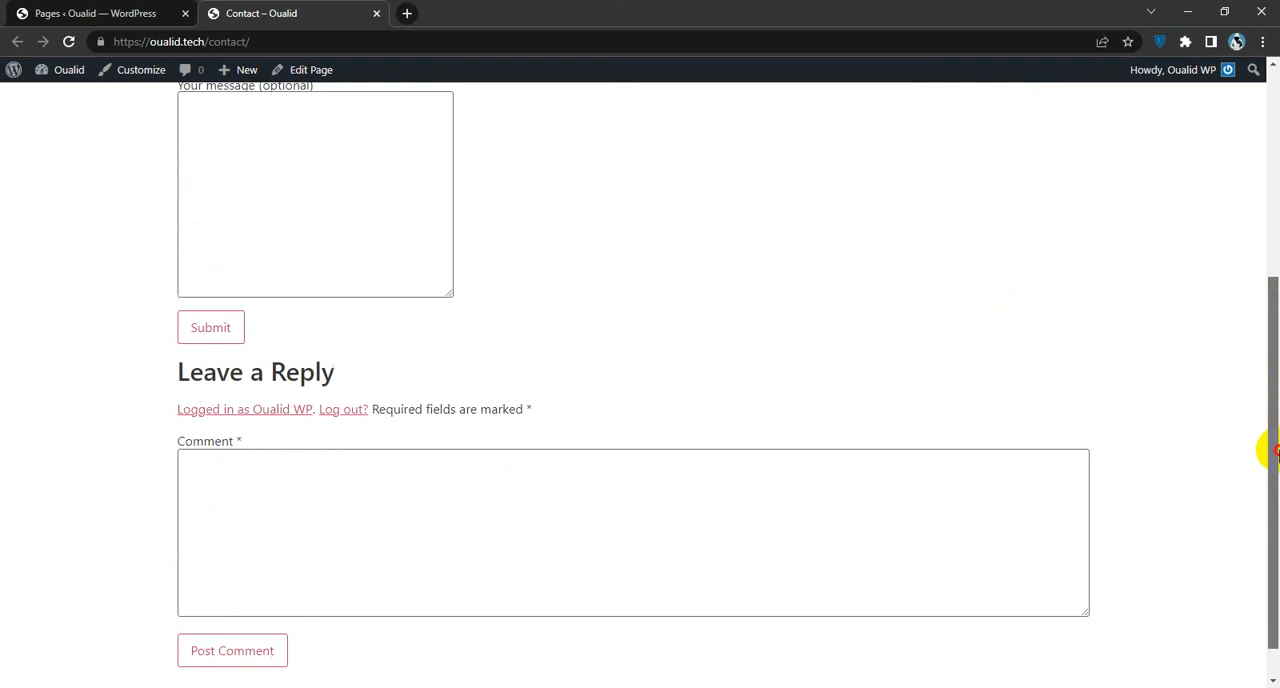 Pages ‹ Oualid — WordPress
Contact – Oualid
https://oualid.tech/contact/
Oualid Customize 0 New Edit Page Howdy, Oualid WP
Your message (optional)
Submit
Leave a Reply
Logged in as Oualid WP. Log out? Required fields are marked *
Comment *
Post Comment